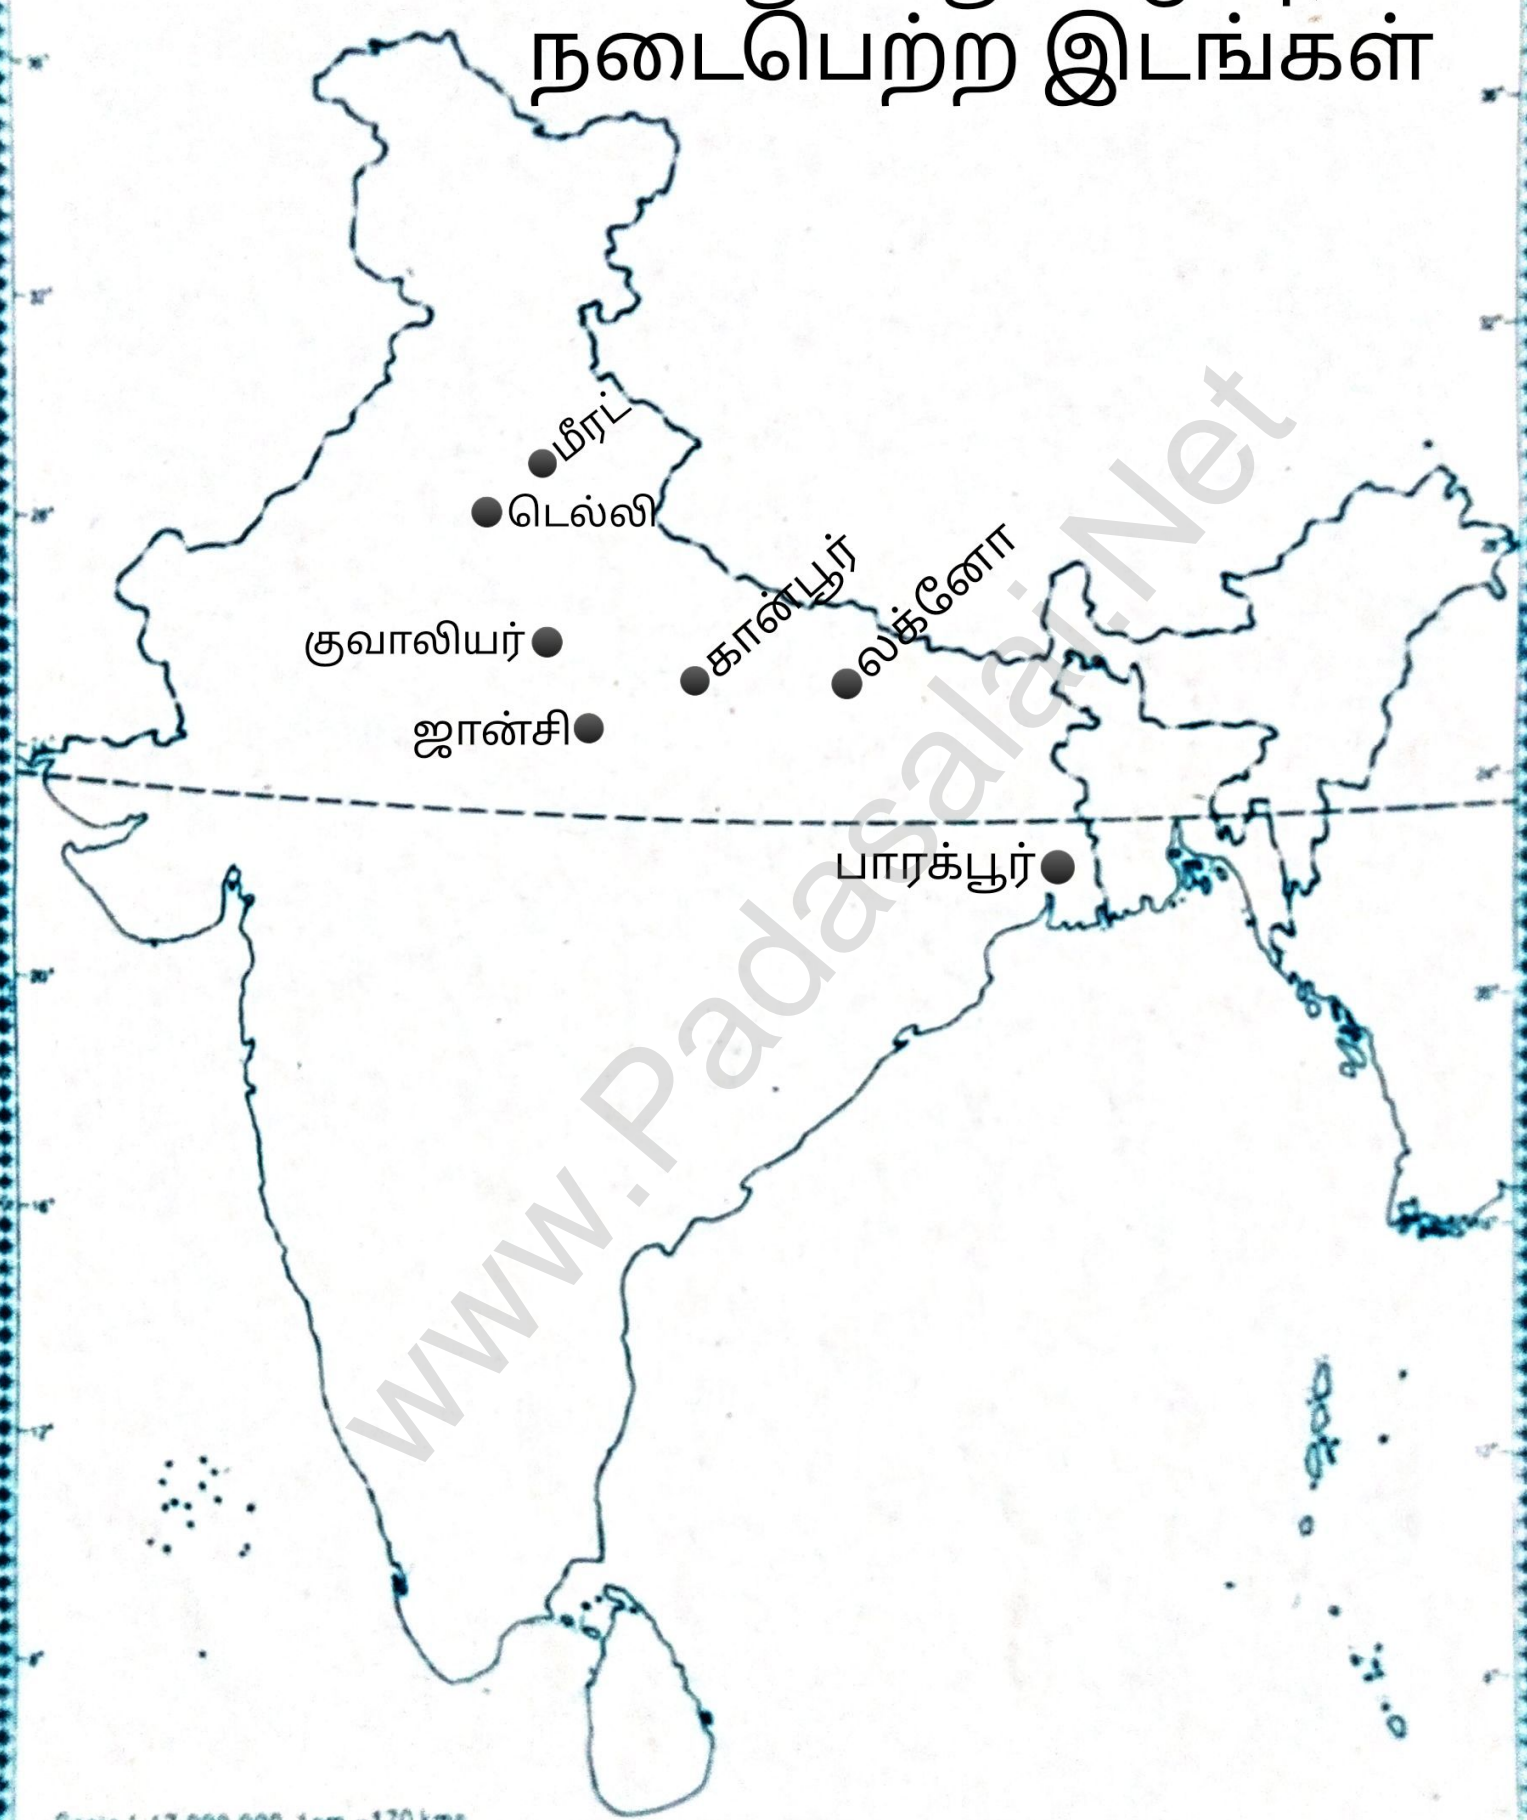 நடைபெற்ற இடங்கள்
மீரட்
டெல்லி
கான்பூர்
லக்னோ
குவாலியர்
ஜான்சி
பாரக்பூர்
www.Padasalai.Net